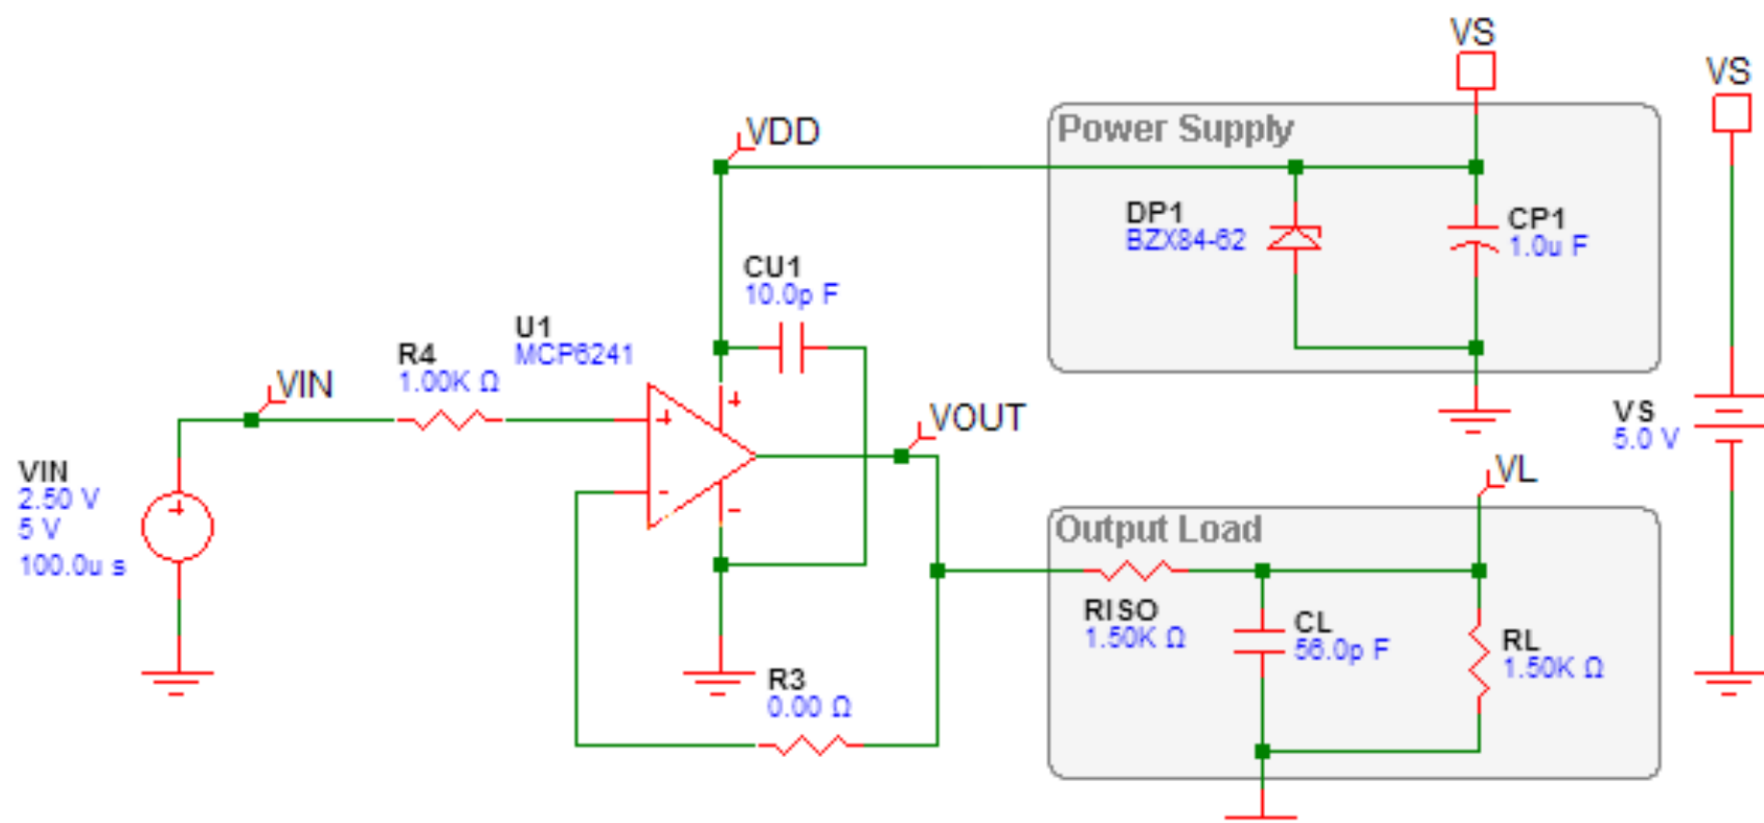 VS
VS
Power Supply
VDD
DP1
BZX84-62
CP1
1.0u F
CU1
10.0p F
U1
MCP6241
R4
1.00K Ω
VIN
VOUT
VS
5.0 V
VIN
2.50 V
5 V
100.0u s
+
-
+
-
+
VL
Output Load
RISO
1.50K Ω
CL
56.0p F
RL
1.50K Ω
R3
0.00 Ω